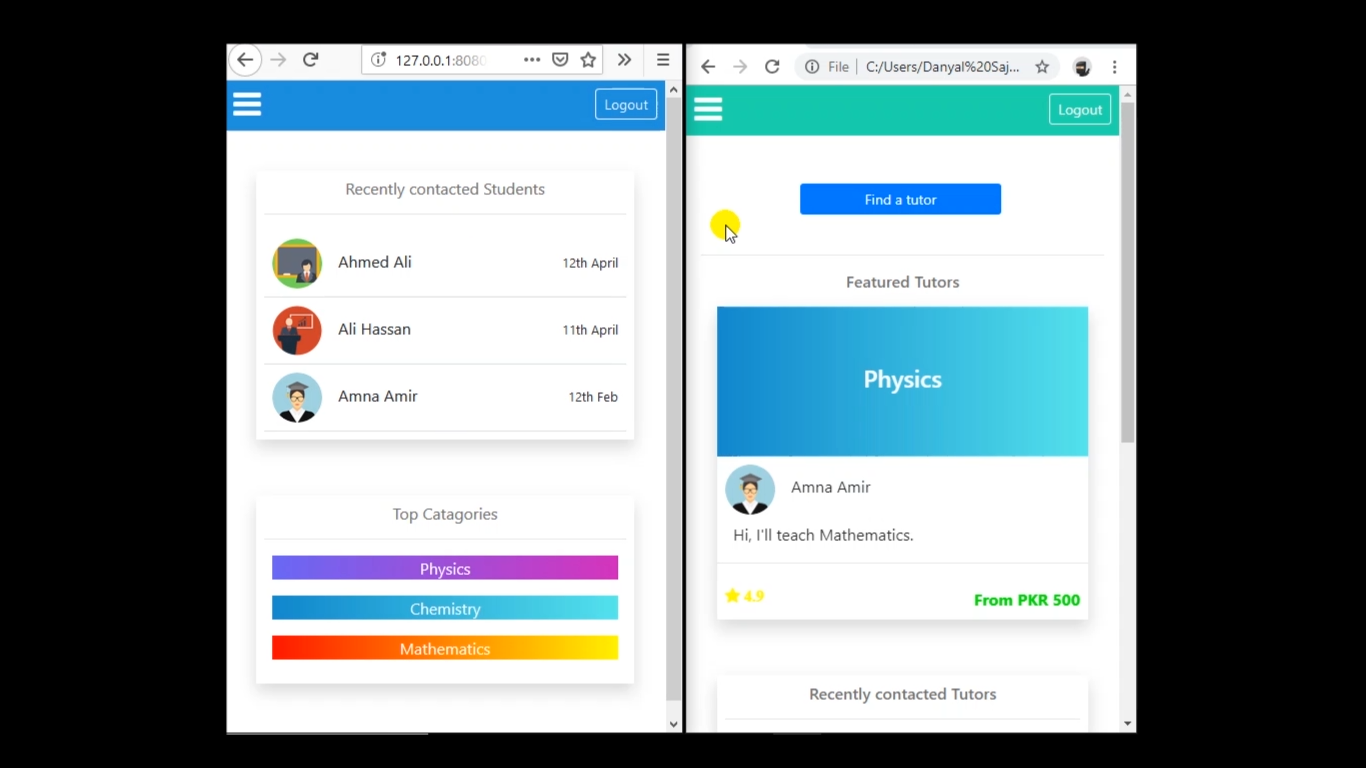 127.0.0.1:8080
Logout
Recently contacted Students
Ahmed Ali
12th April
Ali Hassan
11th April
Amna Amir
12th Feb
Top Catagories
Physics
Chemistry
Mathematics
File
C:/Users/Danyal%20Saj...
Logout
Find a tutor
Featured Tutors
Physics
Amna Amir
Hi, I'll teach Mathematics.
4.9
From PKR 500
Recently contacted Tutors